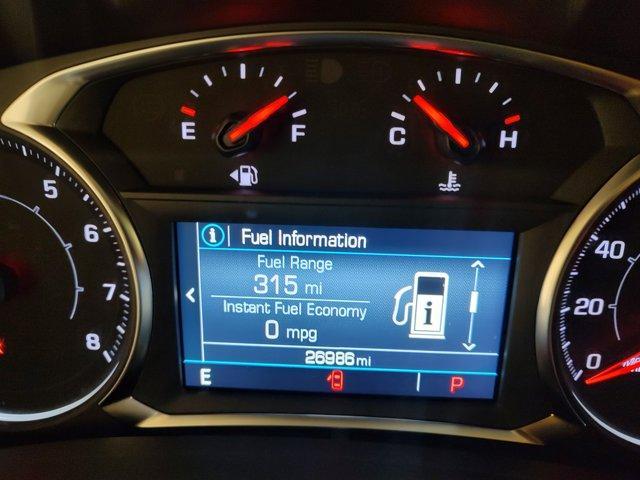 E F
C H
5
6
7
8
i Fuel Information
Fuel Range
315 mi
Instant Fuel Economy
0 mpg
i
26986 mi
E P
40
20
0